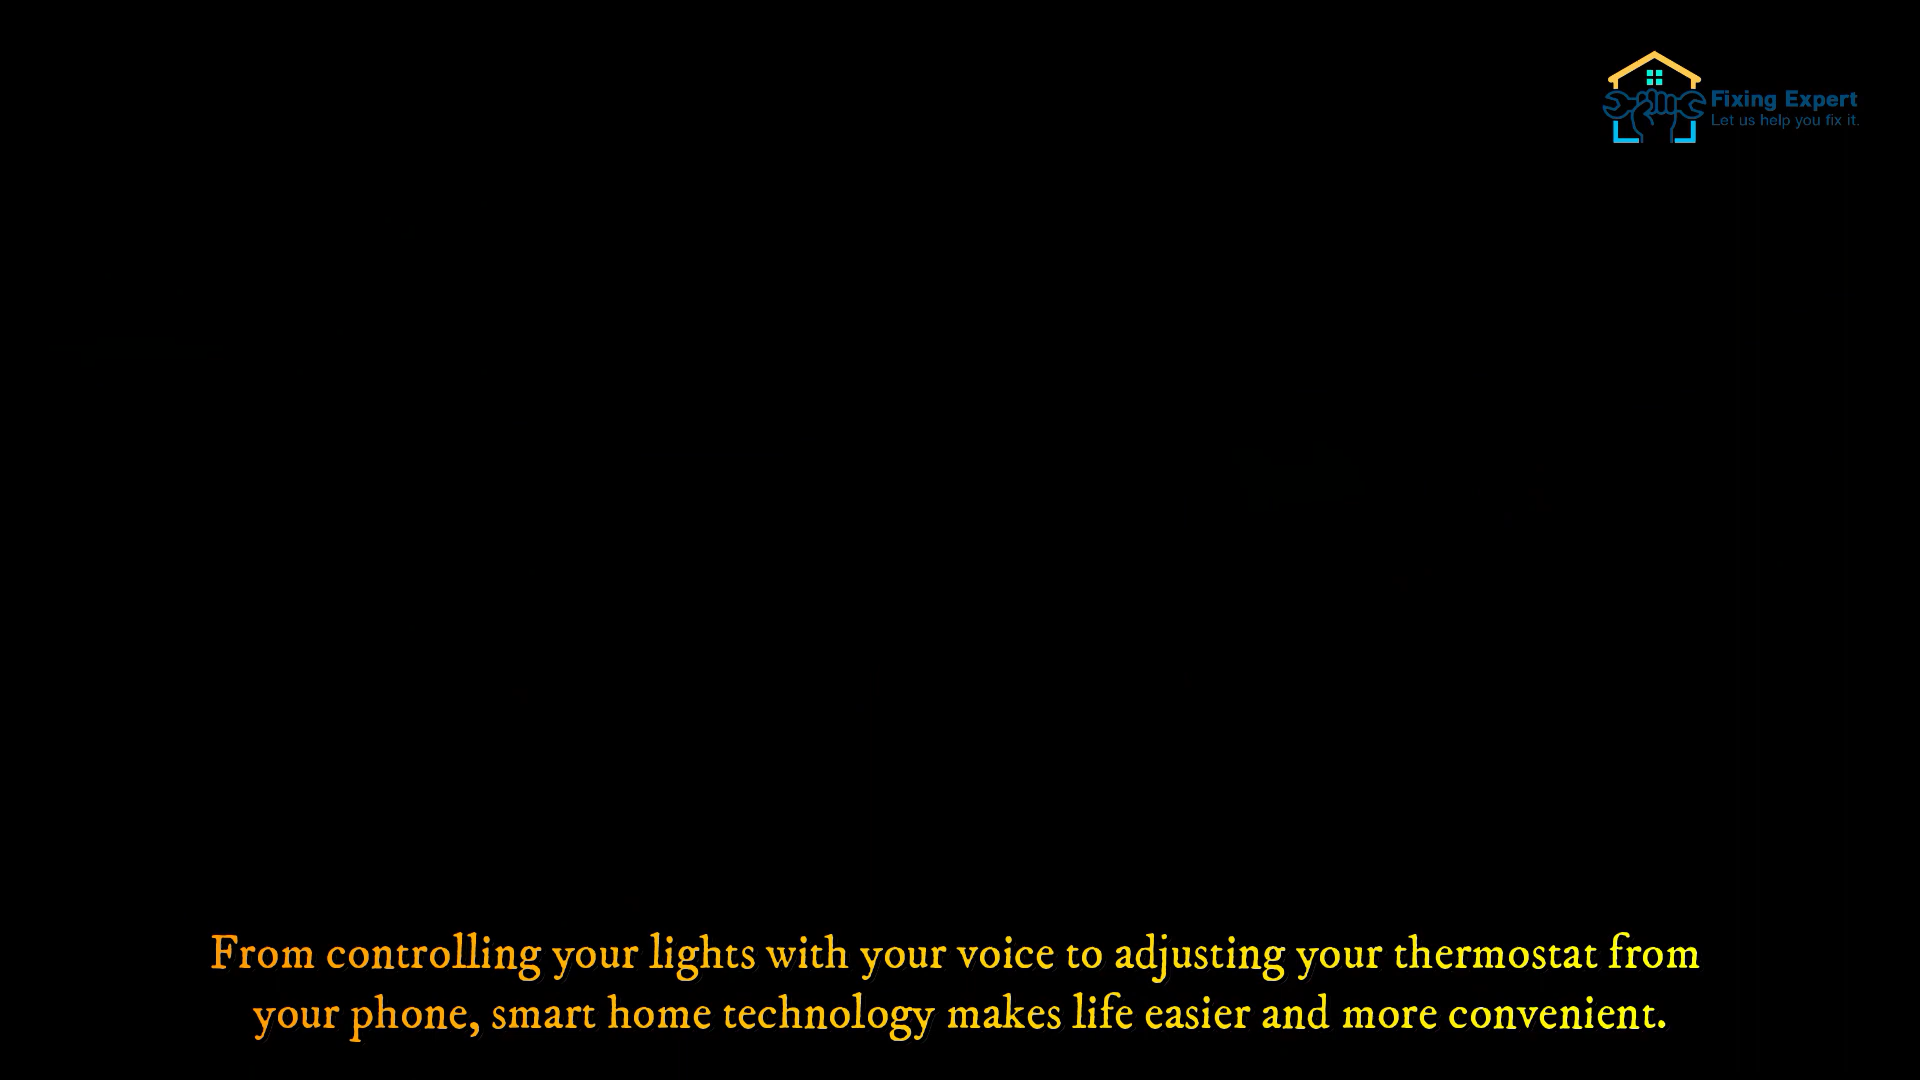 Fixing Expert
Let us help you fix it.
From controlling your lights with your voice to adjusting your thermostat from
your phone, smart home technology makes life easier and more convenient.